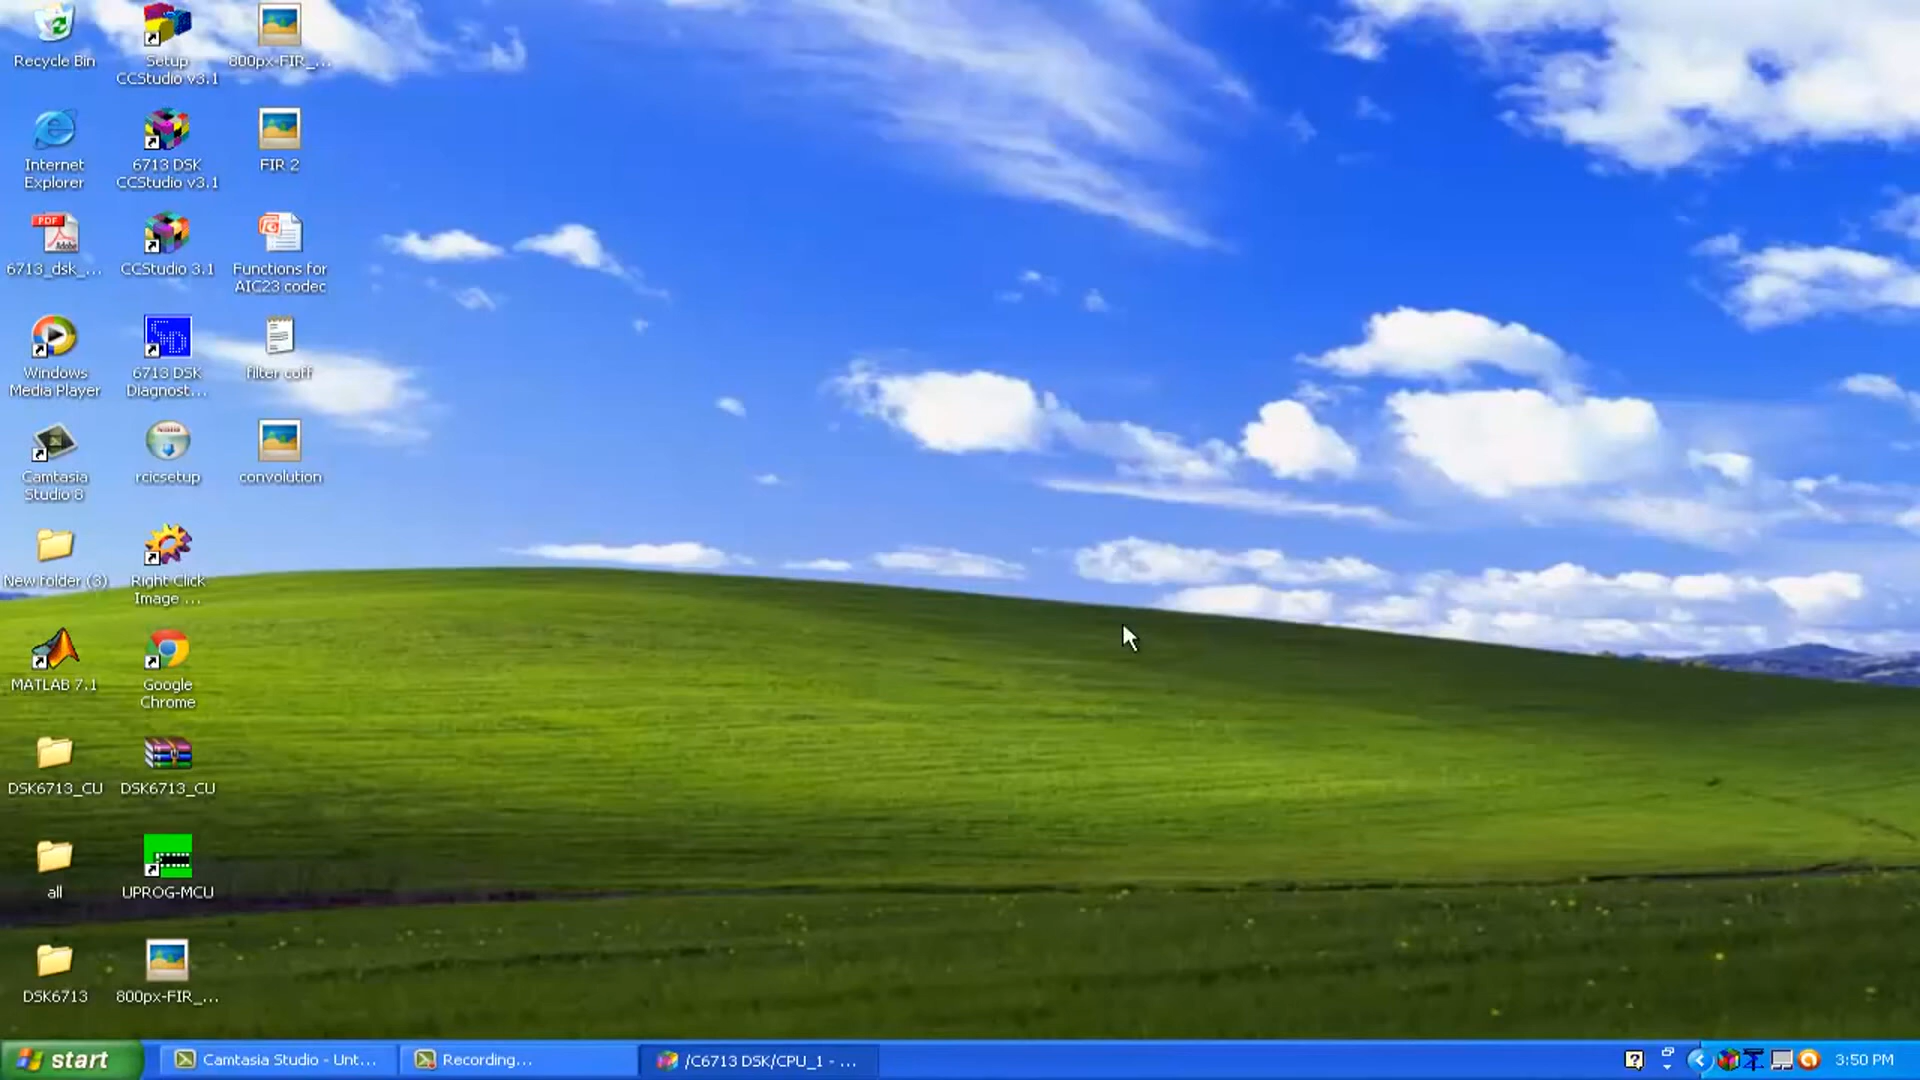 Recycle Bin
Setup
CCStudio v3.1
800px-FIR_...
Internet
Explorer
6713 DSK
CCStudio v3.1
FIR 2
PDF
Adobe
6713_dsk_...
CCStudio 3.1
Functions for
AIC23 codec
Windows
Media Player
6713 DSK
Diagnost...
filter coff
Camtasia
Studio 8
rcicsetup
convolution
New folder (3)
Right Click
Image ...
MATLAB 7.1
Google
Chrome
DSK6713_CU
DSK6713_CU
all
UPROG-MCU
DSK6713
800px-FIR_...
start
Camtasia Studio - Unt...
Recording...
/C6713 DSK/CPU_1 - ...
3:50 PM